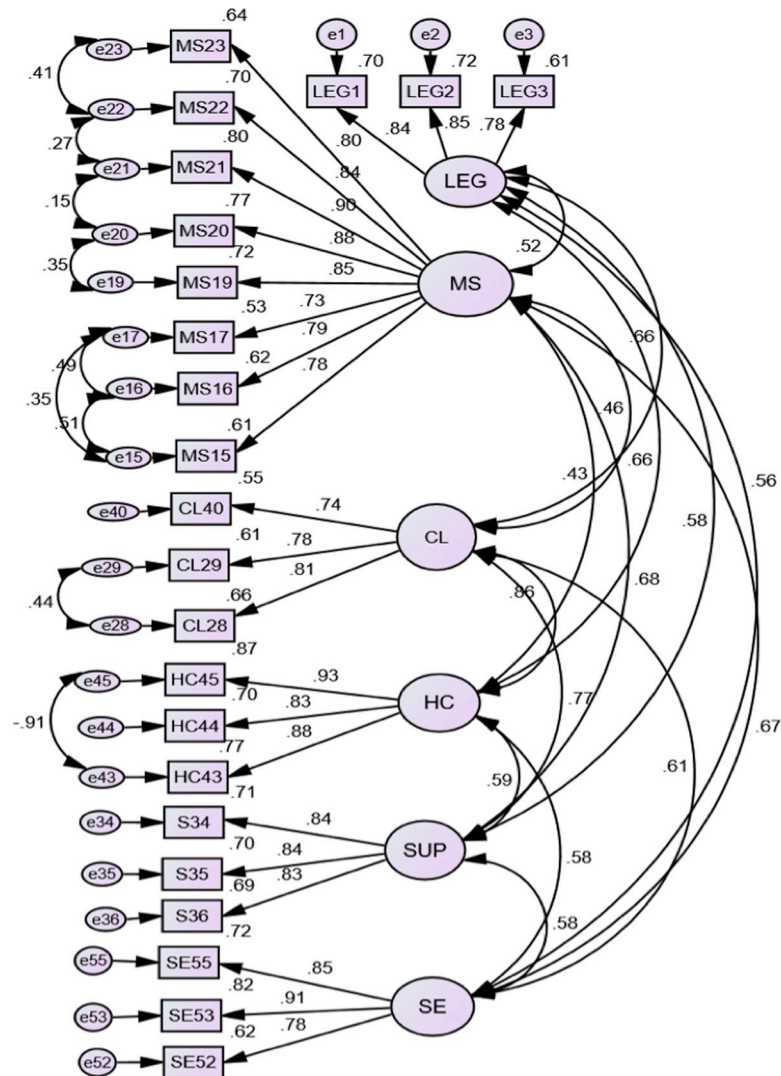 .64
e23 MS23 e1 e2 e3
.41 .70 .70 .72 .61
e22 MS22 LEG1 LEG2 LEG3
.27 .80 .80 .84 .85 .78
e21 MS21 .84 LEG
.15 .77 .90
e20 MS20 .88 .52
.35 .72 .85 MS
e19 MS19
.53 .73
e17 MS17 .79 .66
.49 .62 .78
e16 MS16
.35 .51 .61 .46
e15 MS15 .43 .66 .56
.55
e40 CL40 .74 .58
.61 .78 CL
e29 CL29 .81
.44 .66 .86 .68
e28 CL28
.87
e45 HC45 .93
-.91 .70 .83 HC .77
e44 HC44 .88 .67
.77 .61
e43 HC43 .59
.71
e34 S34 .84
.70 .84 SUP .58
e35 S35 .83
.69
e36 S36
.72 .58
e55 SE55 .85
.82 .91 SE
e53 SE53 .78
.62
e52 SE52